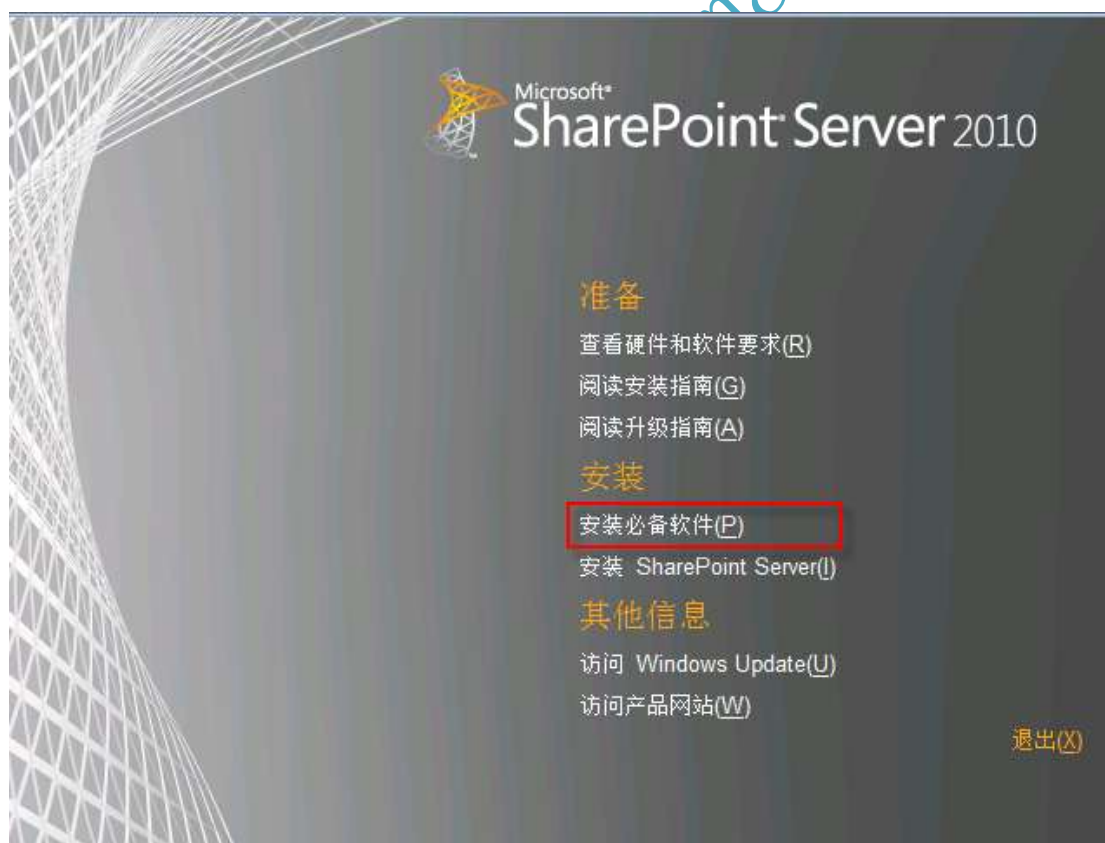 Microsoft®
SharePoint Server 2010
准备
查看硬件和软件要求(R)
阅读安装指南(G)
阅读升级指南(A)
安装
安装必备软件(P)
安装 SharePoint Server(I)
其他信息
访问 Windows Update(U)
访问产品网站(W)
退出(X)